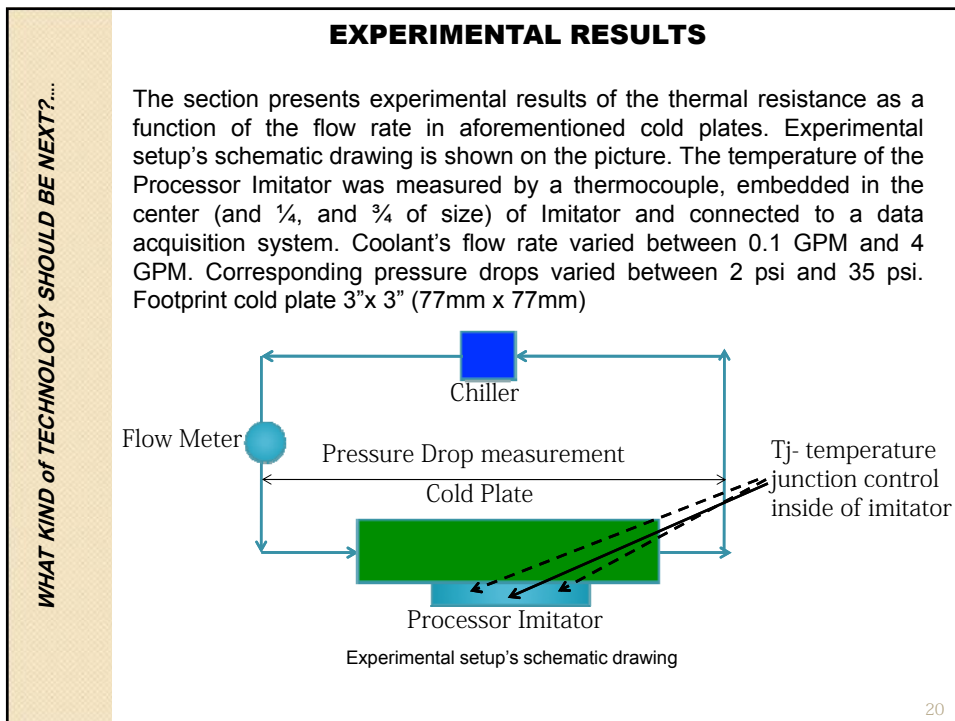 EXPERIMENTAL RESULTS
WHAT KIND of TECHNOLOGY SHOULD BE NEXT?....
The section presents experimental results of the thermal resistance as a
function of the flow rate in aforementioned cold plates. Experimental
setup's schematic drawing is shown on the picture. The temperature of the
Processor Imitator was measured by a thermocouple, embedded in the
center (and ¼, and ¾ of size) of Imitator and connected to a data
acquisition system. Coolant's flow rate varied between 0.1 GPM and 4
GPM. Corresponding pressure drops varied between 2 psi and 35 psi.
Footprint cold plate 3”x 3” (77mm x 77mm)
Chiller
Flow Meter
Pressure Drop measurement
Cold Plate
Tj- temperature
junction control
inside of imitator
Processor Imitator
Experimental setup's schematic drawing
20